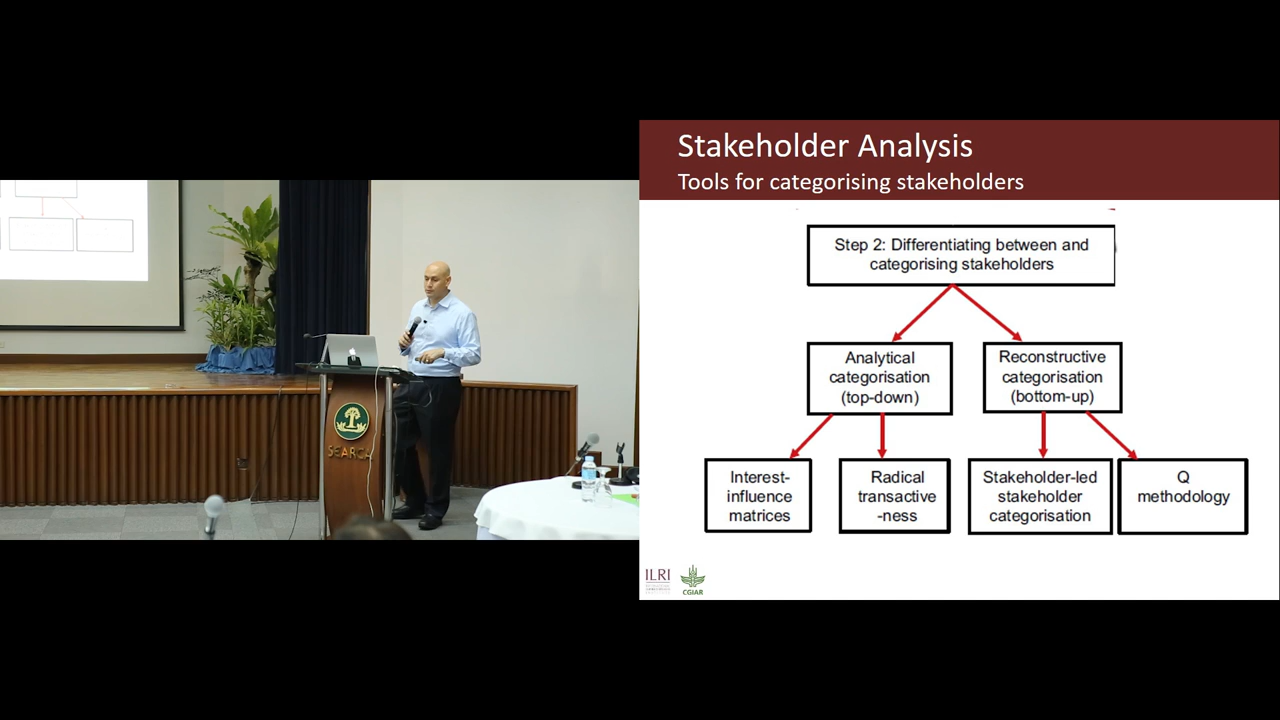 Stakeholder Analysis
Tools for categorising stakeholders
Step 2: Differentiating between and
categorising stakeholders
Analytical
categorisation
(top-down)
Reconstructive
categorisation
(bottom-up)
Interest-
influence
matrices
Radical
transactive
-ness
Stakeholder-led
stakeholder
categorisation
Q
methodology
ILRI
CGIAR
SEARCA